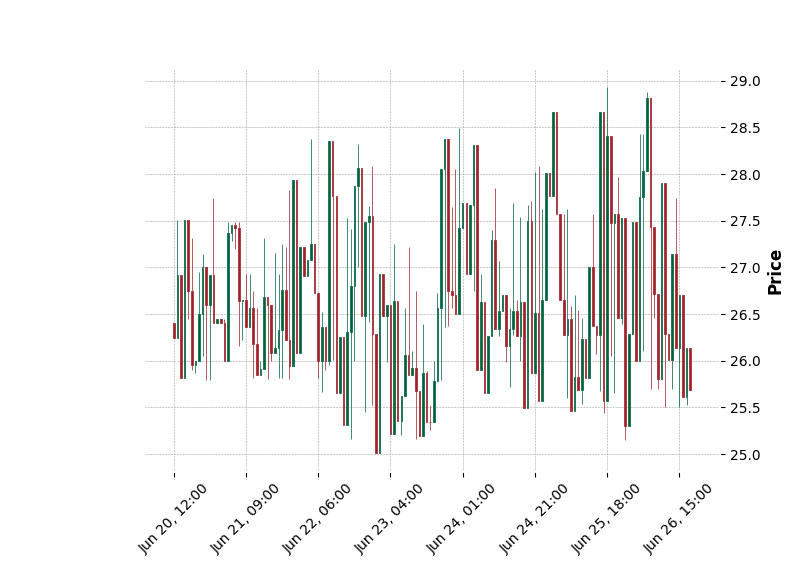 29.0
28.5
28.0
27.5
27.0
26.5
26.0
25.5
25.0
Price
Jun 20, 12:00
Jun 21, 09:00
Jun 22, 06:00
Jun 23, 04:00
Jun 24, 01:00
Jun 24, 21:00
Jun 25, 18:00
Jun 26, 15:00